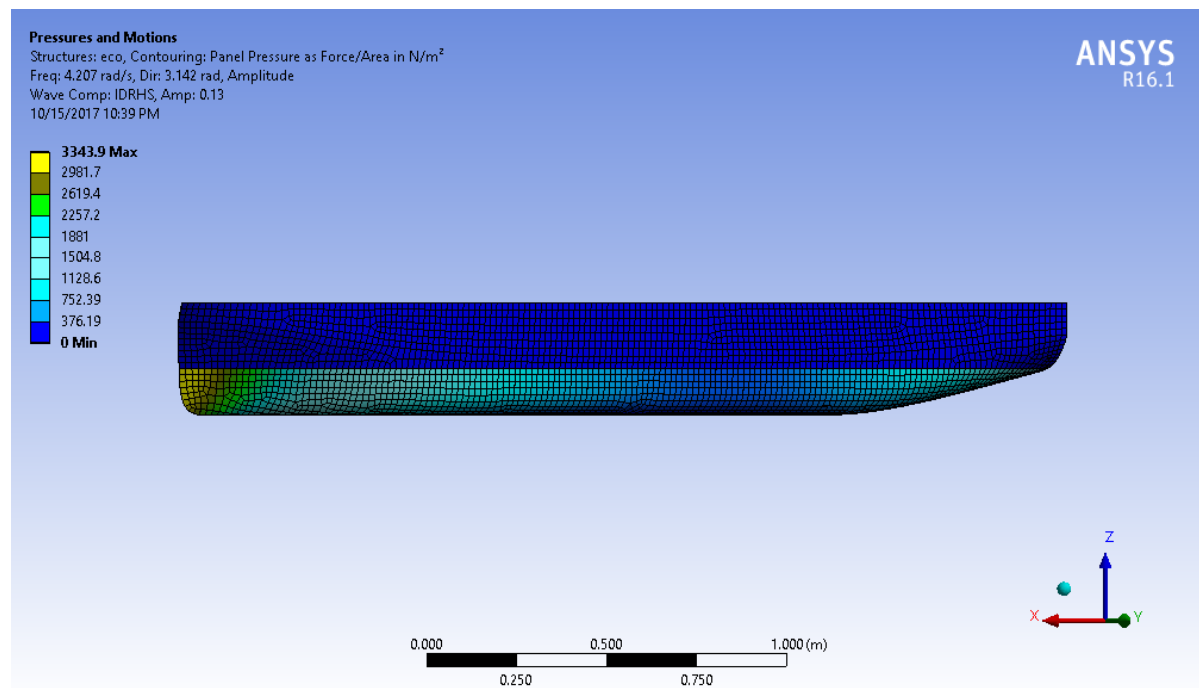 Pressures and Motions
Structures: eco, Contouring: Panel Pressure as Force/Area in N/m²
Freq: 4.207 rad/s, Dir: 3.142 rad, Amplitude
Wave Comp: IDRHS, Amp: 0.13
10/15/2017 10:39 PM
ANSYS
R16.1
3343.9 Max
2981.7
2619.4
2257.2
1881
1504.8
1128.6
752.39
376.19
0 Min
Z
X
Y
0.000
0.500
1.000 (m)
0.250
0.750